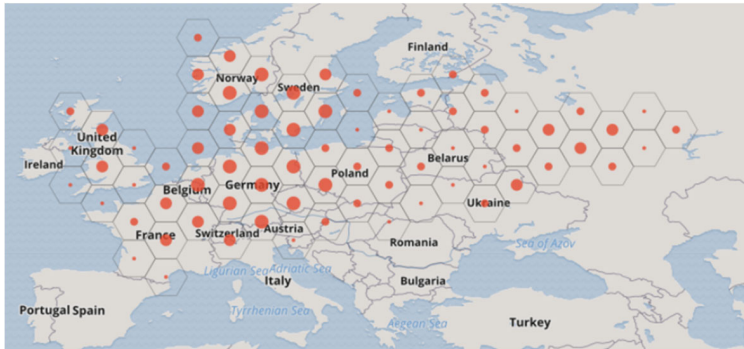 Finland
Norway
Sweden
United
Kingdom
Ireland
Belarus
Poland
Belgium
Germany
Ukraine
France
Switzerland
Austria
Romania
Sea of Azov
Ligurian Sea
Adriatic Sea
Italy
Bulgaria
Portugal
Spain
Tyrrhenian Sea
Aegean Sea
Turkey